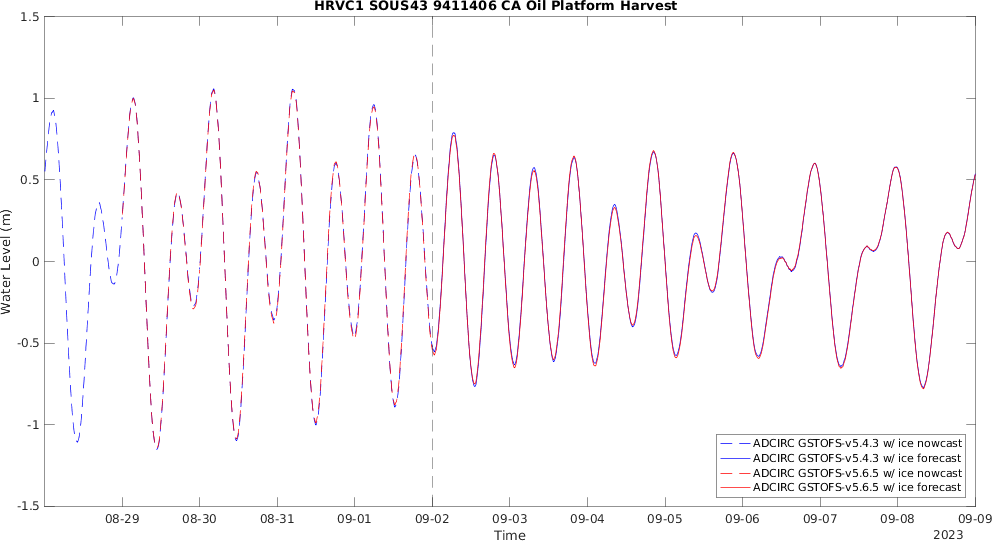 HRVC1 SOUS43 9411406 CA Oil Platform Harvest
1.5
1
0.5
0
-0.5
-1
-1.5
Water Level (m)
ADCIRC GSTOFS-v5.4.3 w/ ice nowcast
ADCIRC GSTOFS-v5.4.3 w/ ice forecast
ADCIRC GSTOFS-v5.6.5 w/ ice nowcast
ADCIRC GSTOFS-v5.6.5 w/ ice forecast
08-29 08-30 08-31 09-01 09-02 09-03 09-04 09-05 09-06 09-07 09-08 09-09
Time 2023